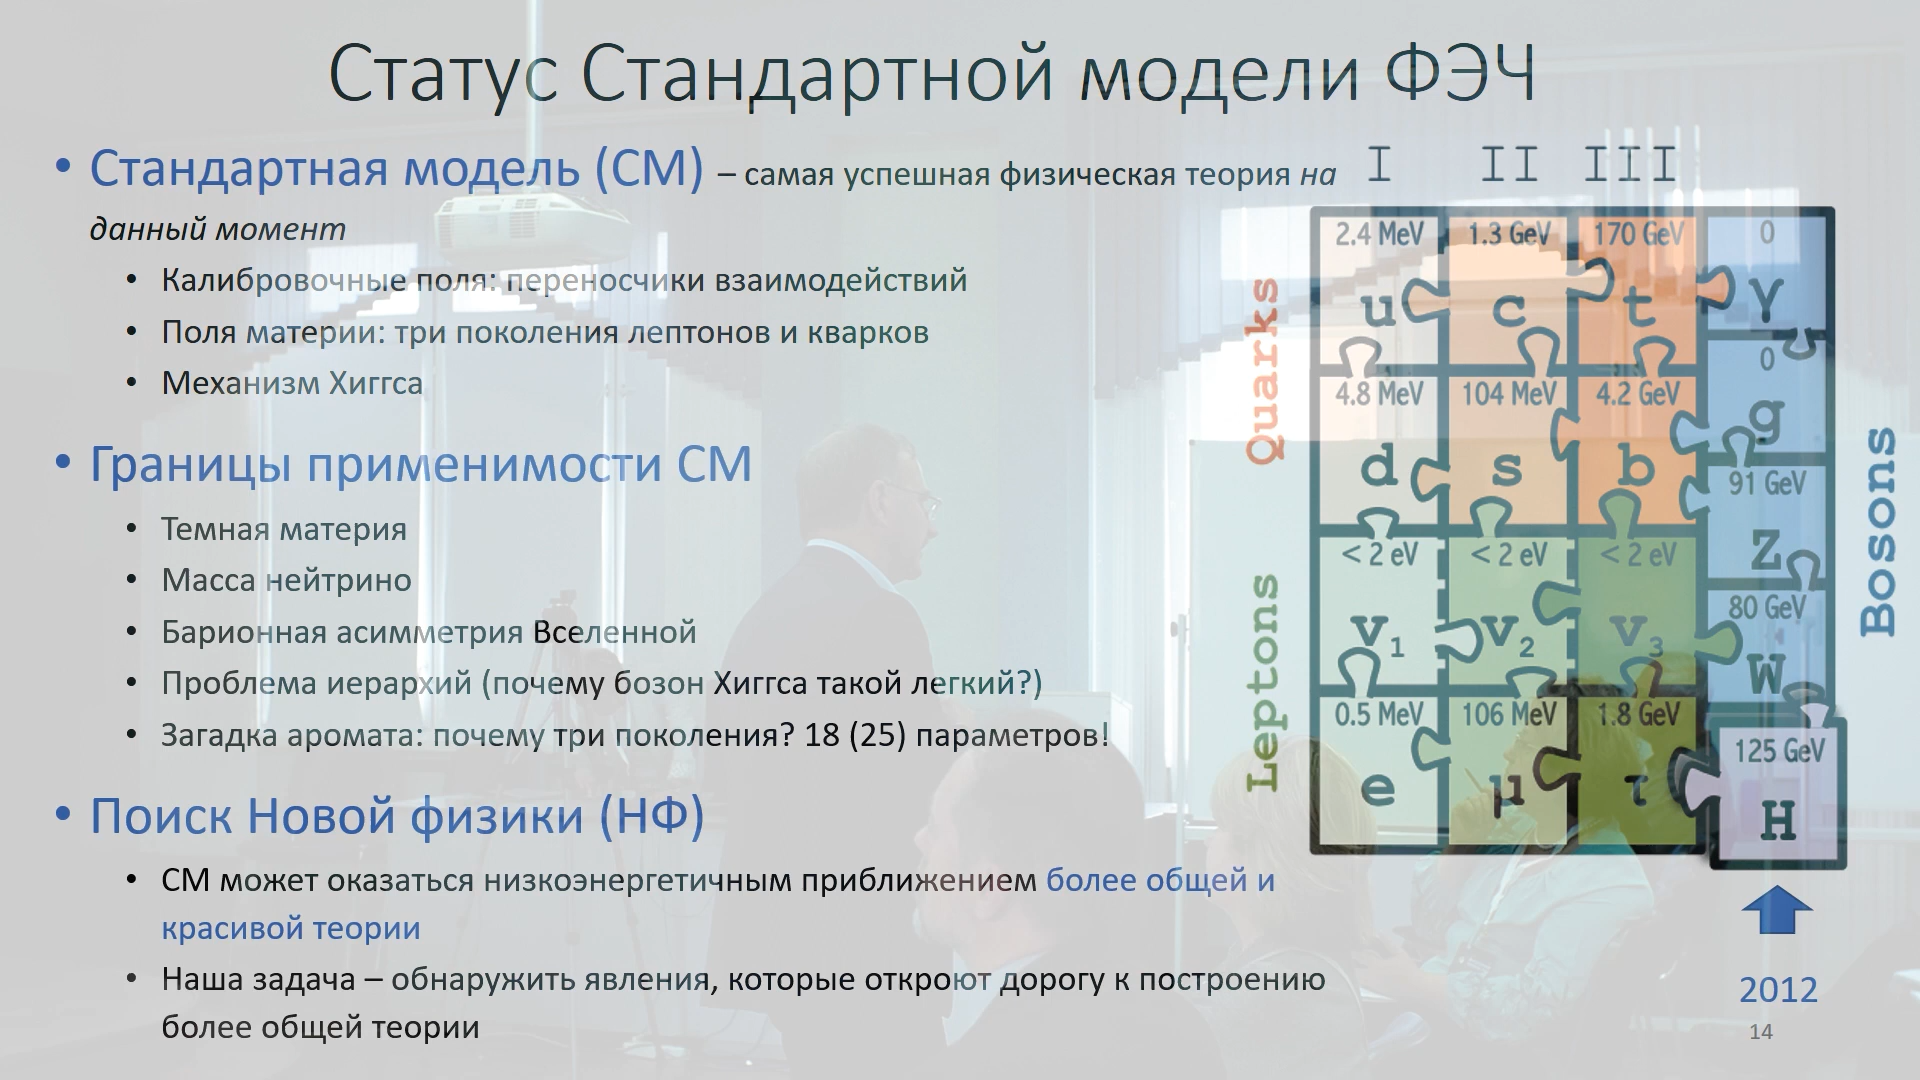 Статус Стандартной модели ФЭЧ
• Стандартная модель (СМ) – самая успешная физическая теория на
данный момент
• Калибровочные поля: переносчики взаимодействий
• Поля материи: три поколения лептонов и кварков
• Механизм Хиггса
• Границы применимости СМ
• Темная материя
• Масса нейтрино
• Барионная асимметрия Вселенной
• Проблема иерархий (почему бозон Хиггса такой легкий?)
• Загадка аромата: почему три поколения? 18 (25) параметров!
• Поиск Новой физики (НФ)
• СМ может оказаться низкоэнергетичным приближением более общей и
красивой теории
• Наша задача – обнаружить явления, которые откроют дорогу к построению
более общей теории
I II III
Quarks
Leptons
Bosons
2.4 MeV 1.3 GeV 170 GeV 0
u c t γ
0
4.8 MeV 104 MeV 4.2 GeV
g
d s b
91 GeV
Z
< 2 eV < 2 eV < 2 eV
80 GeV
ν1 ν2 ν3
W
0.5 MeV 106 MeV 1.8 GeV
125 GeV
e μ τ
H
2012
14